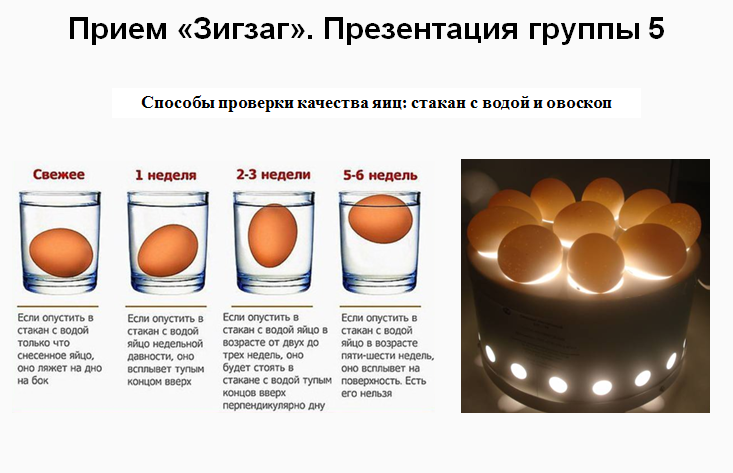 Прием «Зигзаг». Презентация группы 5
Способы проверки качества яиц: стакан с водой и овоскоп
Свежее
Если опустить в
стакан с водой
только что
снесенное яйцо,
оно ляжет на дно
на бок
1 неделя
Если опустить в
стакан с водой
яйцо недельной
давности, оно
всплывет тупым
концом вверх
2-3 недели
Если опустить в
стакан с водой яйцо в
возрасте от двух до
трех недель, оно
будет стоять в
стакане с водой тупым
концов вверх
перпендикулярно дну
5-6 недель
Если опустить в
стакан с водой
яйцо в возрасте
пяти-шести недель,
оно всплывет на
поверхность. Есть
его нельзя